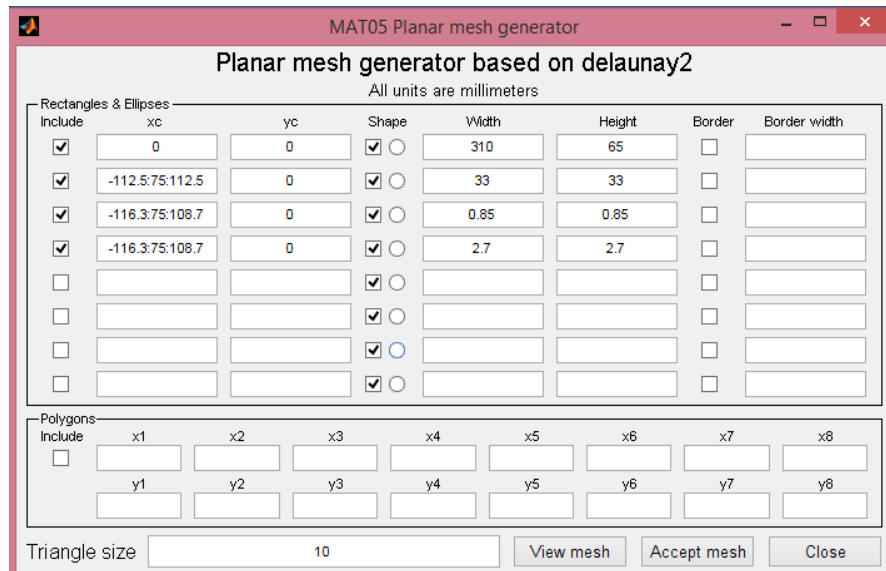 MAT05 Planar mesh generator
Planar mesh generator based on delaunay2
All units are millimeters
Rectangles & Ellipses
Include xc yc Shape Width Height Border Border width
0 0 310 65
-112.5:75:112.5 0 33 33
-116.3:75:108.7 0 0.85 0.85
-116.3:75:108.7 0 2.7 2.7
Polygons
Include x1 x2 x3 x4 x5 x6 x7 x8
y1 y2 y3 y4 y5 y6 y7 y8
Triangle size 10 View mesh Accept mesh Close